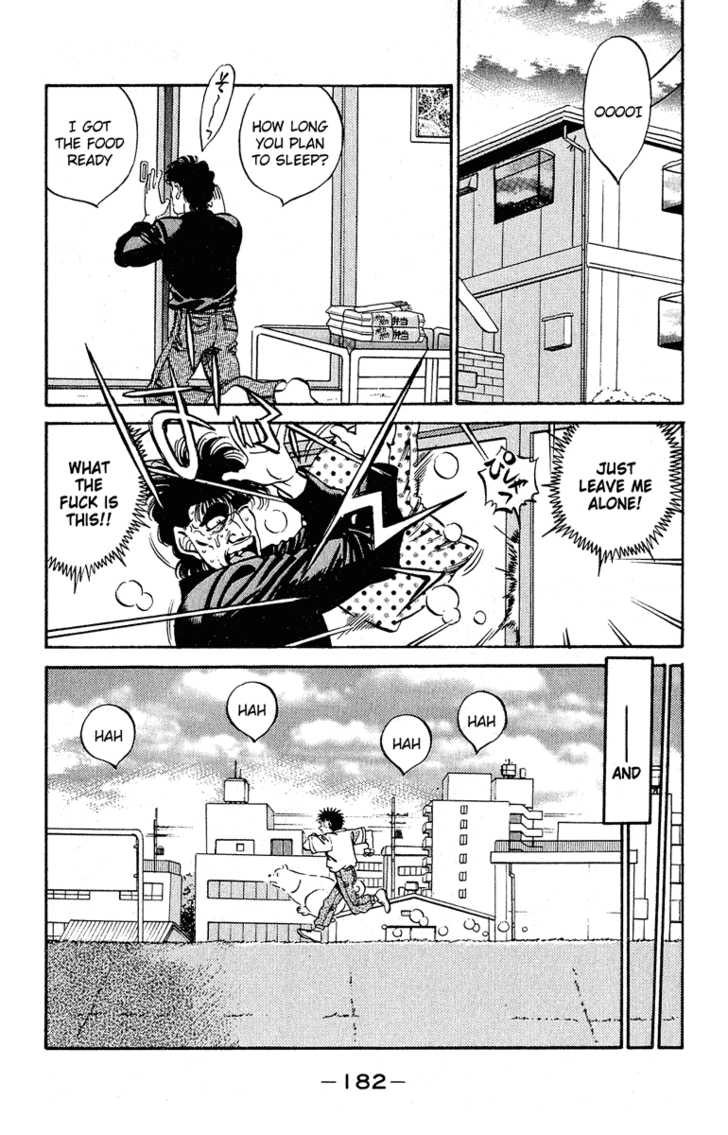 OOOOI
HOW LONG
YOU PLAN
TO SLEEP?
I GOT
THE FOOD
READY
JUST
LEAVE ME
ALONE!
WHAT
THE
FUCK IS
THIS!!
AND
HAH
HAH
HAH
HAH
—182—